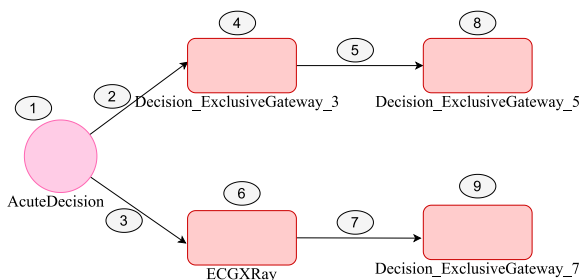 4
8
5
1
2
Decision_ExclusiveGateway_3
Decision_ExclusiveGateway_5
6
9
AcuteDecision
3
7
ECGXRay
Decision_ExclusiveGateway_7